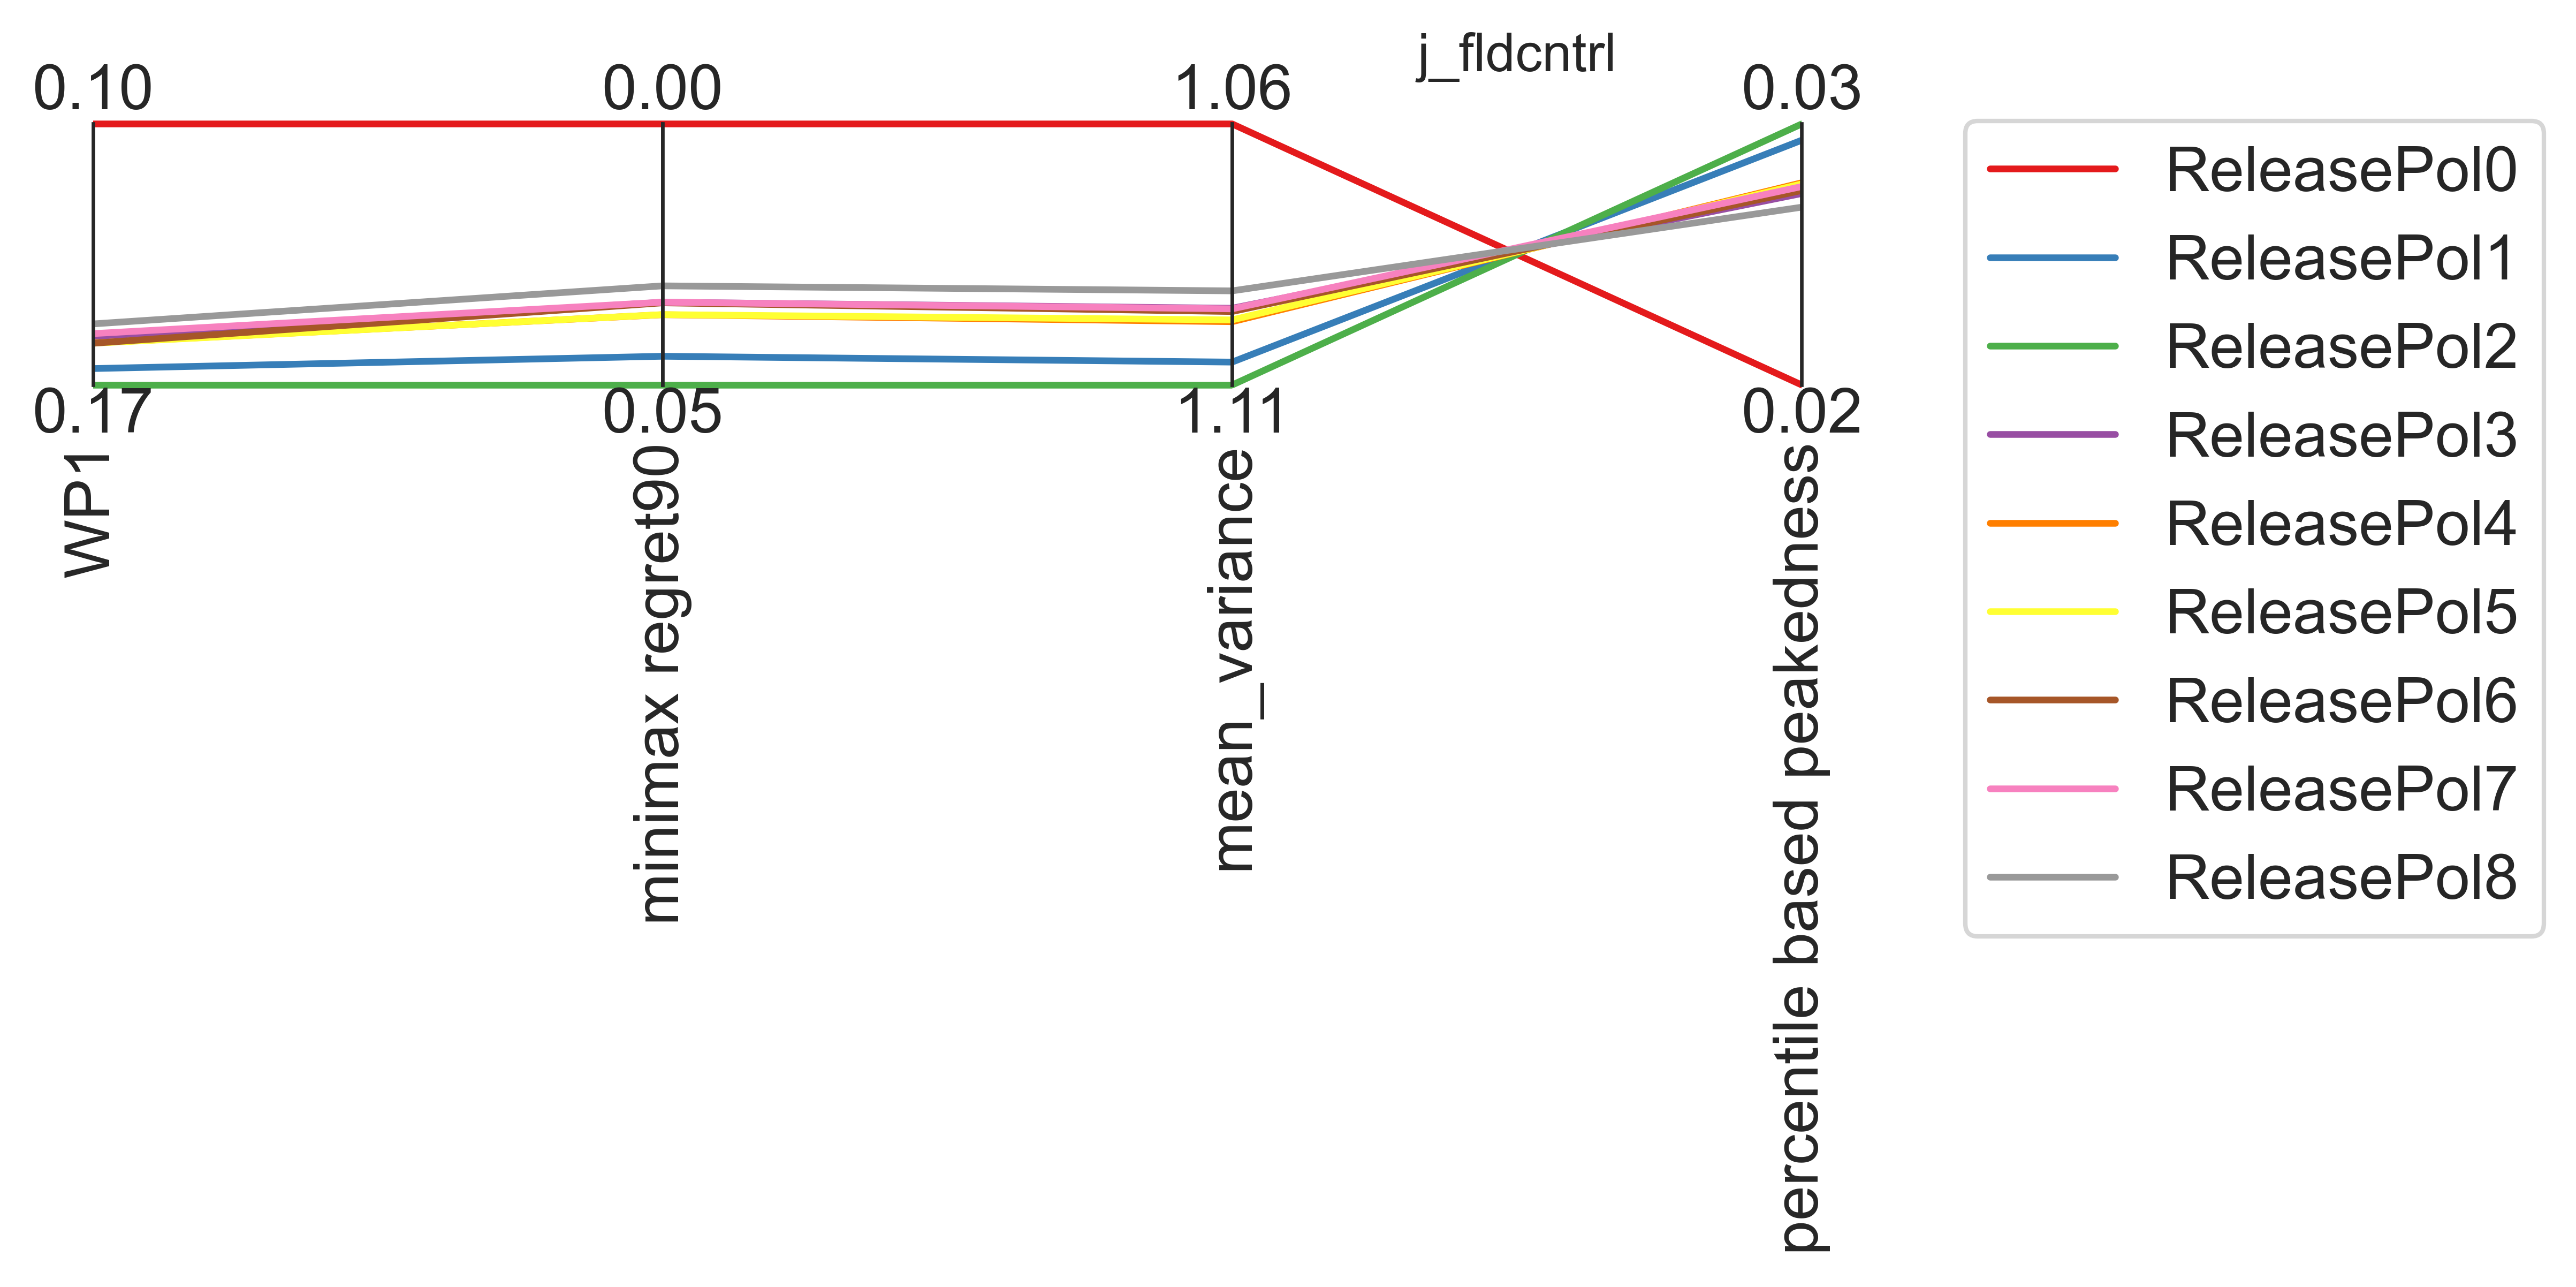 j_fldcntrl
0.10
0.00
1.06
0.03
0.17
0.05
1.11
0.02
WP1
minimax regret90
mean_variance
percentile based peakedness
ReleasePol0
ReleasePol1
ReleasePol2
ReleasePol3
ReleasePol4
ReleasePol5
ReleasePol6
ReleasePol7
ReleasePol8